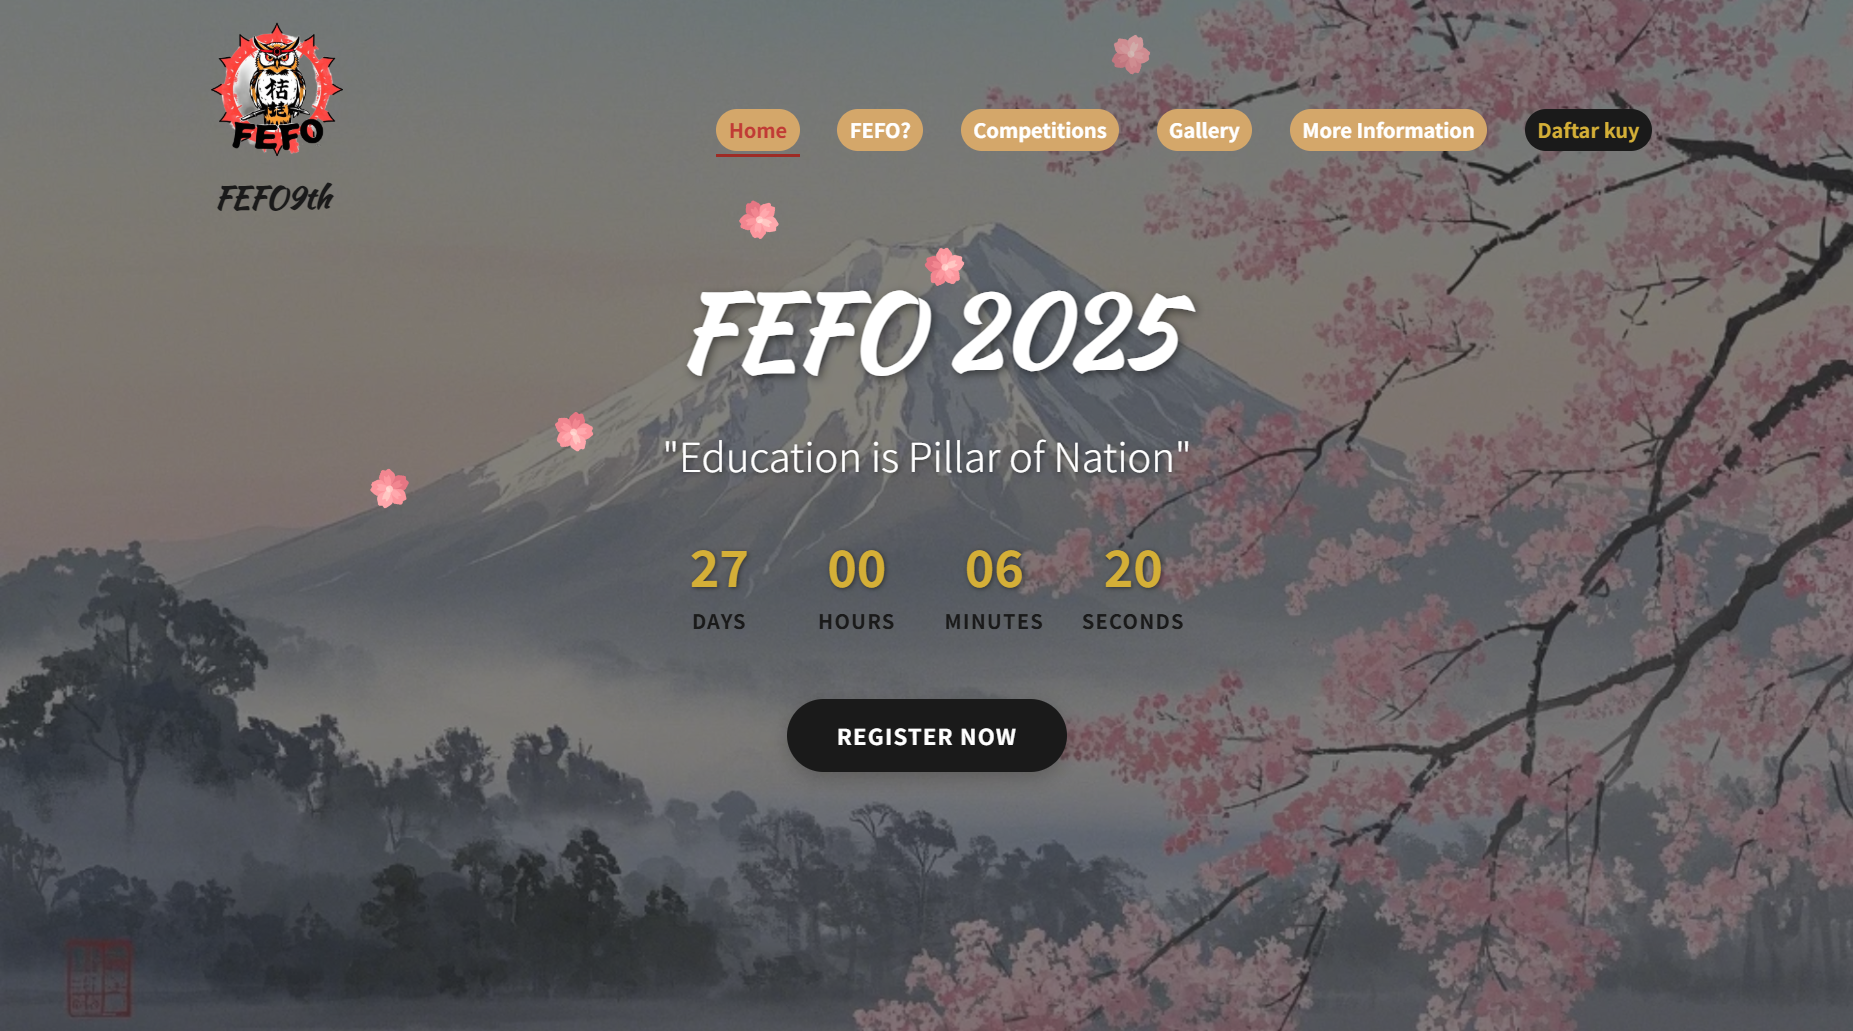 FEFO
FEFO9th
Home
FEFO?
Competitions
Gallery
More Information
Daftar kuy
FEFO 2025
"Education is Pillar of Nation"
27 00 06 20
DAYS HOURS MINUTES SECONDS
REGISTER NOW